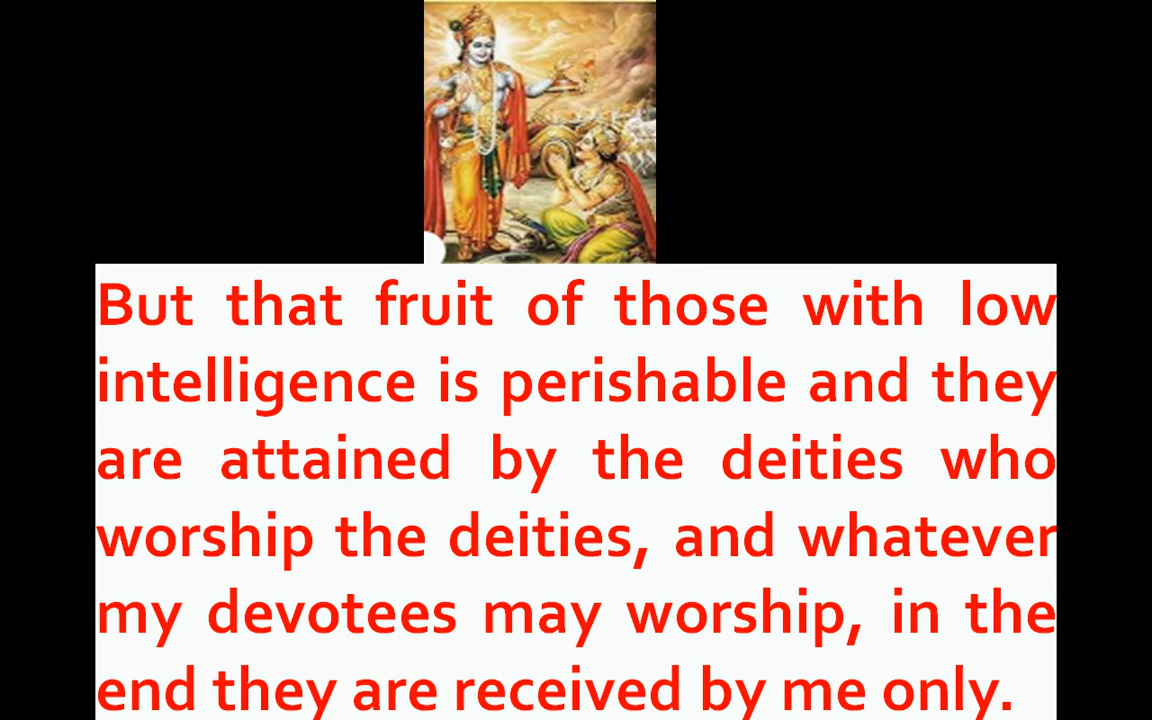 But that fruit of those with low
intelligence is perishable and they
are attained by the deities who
worship the deities, and whatever
my devotees may worship, in the
end they are received by me only.